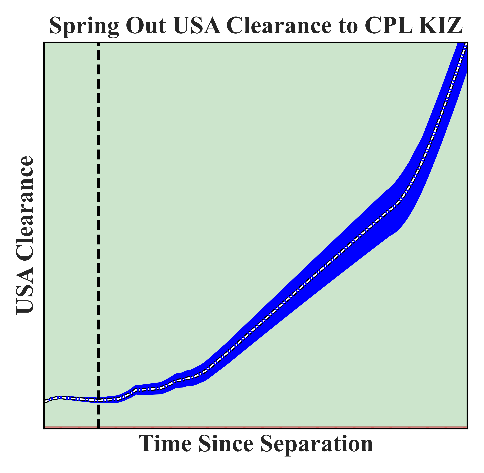 Spring Out USA Clearance to CPL KIZ
USA Clearance
Time Since Separation